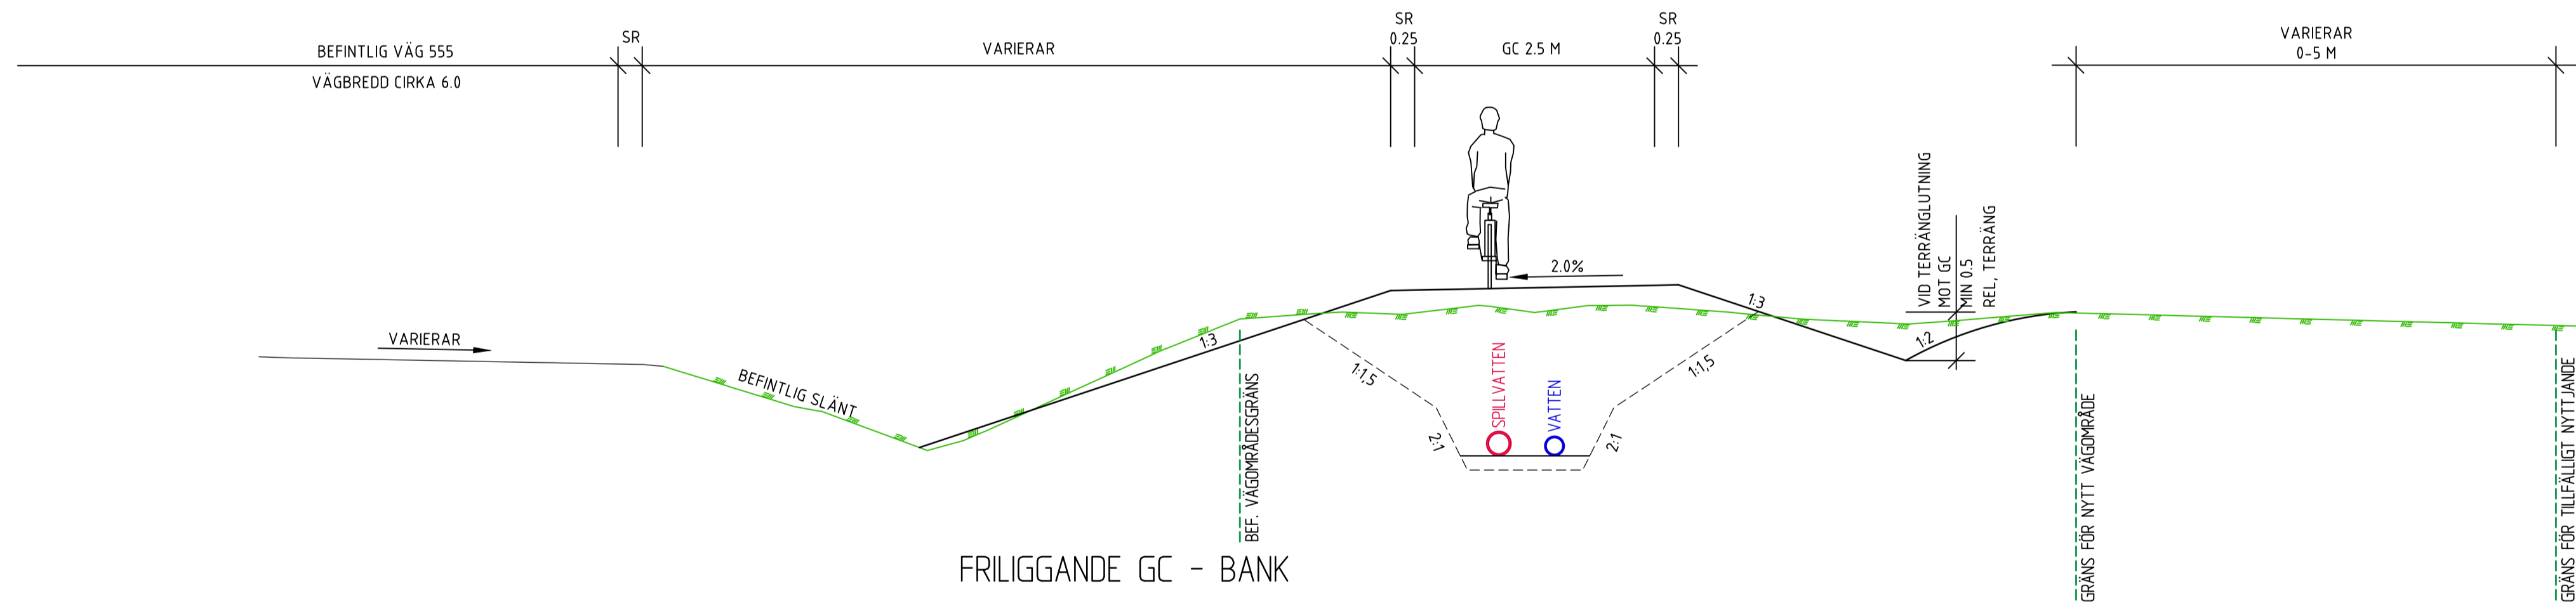 BEFINTLIG VÄG 555
VÄGBREDD CIRKA 6.0
SR
VARIERAR
SR
0.25
GC 2.5 M
SR
0.25
VARIERAR
0-5 M
VID TERRÄNGLUTNING
MOT GC
MIN 0.5
REL, TERRÄNG
2.0%
VARIERAR
BEFINTLIG SLÄNT
1:3
1:3
1:2
1:1,5
1:1,5
2:1
2:1
SPILLVATTEN
VATTEN
BEF. VÄGOMRÅDESGRÄNS
GRÄNS FÖR NYTT VÄGOMRÅDE
GRÄNS FÖR TILLFÄLLIGT NYTTJANDE
FRILIGGANDE GC - BANK